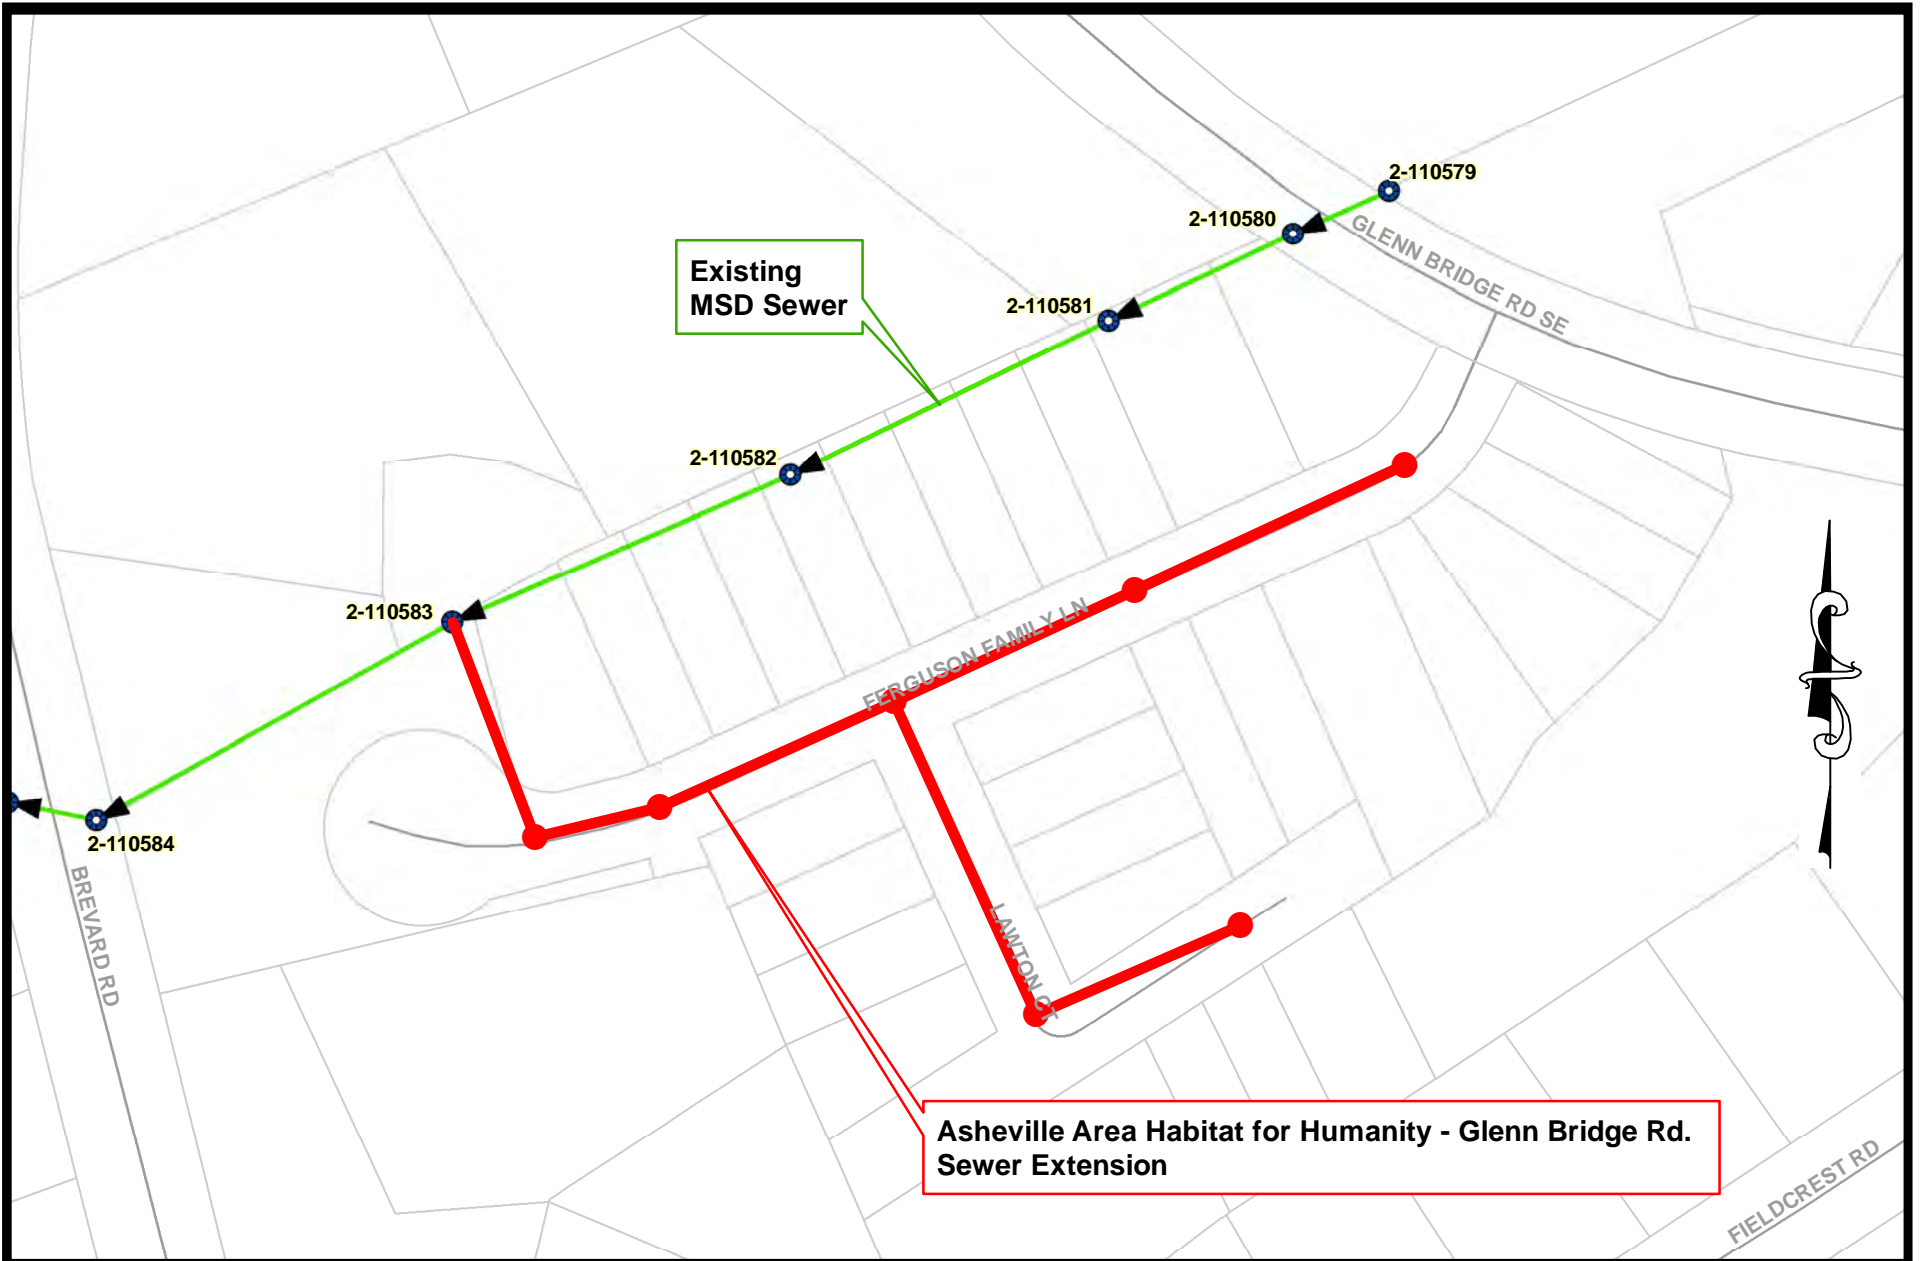 2-110579
2-110580
GLENN BRIDGE RD SE
Existing
MSD Sewer
2-110581
2-110582
2-110583
FERGUSON FAMILY LN
2-110584
BREVARD RD
LAWTON CT
Asheville Area Habitat for Humanity - Glenn Bridge Rd.
Sewer Extension
FIELDCREST RD